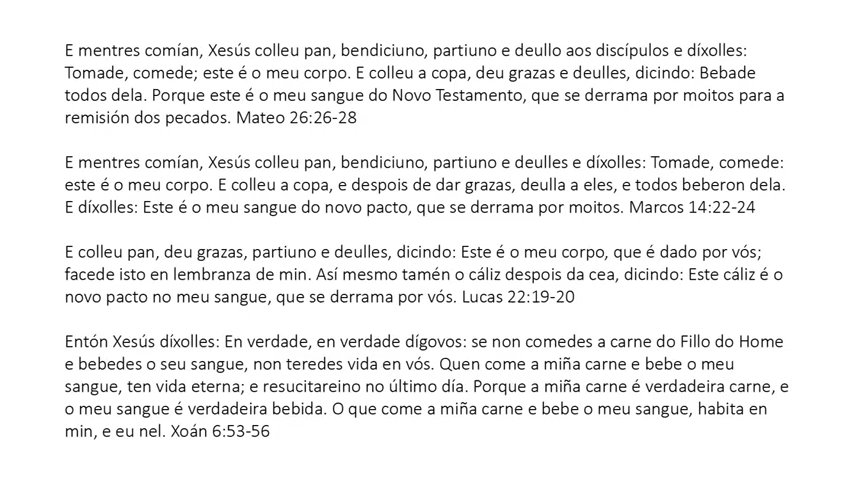 E mentres comían, Xesús colleu pan, bendiciuno, partiuno e deullo aos discípulos e díxolles:
Tomade, comede; este é o meu corpo. E colleu a copa, deu grazas e deulles, dicindo: Bebade
todos dela. Porque este é o meu sangue do Novo Testamento, que se derrama por moitos para a
remisión dos pecados. Mateo 26:26-28
E mentres comían, Xesús colleu pan, bendiciuno, partiuno e deulles e díxolles: Tomade, comede:
este é o meu corpo. E colleu a copa, e despois de dar grazas, deulla a eles, e todos beberon dela.
E díxolles: Este é o meu sangue do novo pacto, que se derrama por moitos. Marcos 14:22-24
E colleu pan, deu grazas, partiuno e deulles, dicindo: Este é o meu corpo, que é dado por vós;
facede isto en lembranza de min. Así mesmo tamén o cáliz despois da cea, dicindo: Este cáliz é o
novo pacto no meu sangue, que se derrama por vós. Lucas 22:19-20
Entón Xesús díxolles: En verdade, en verdade dígovos: se non comedes a carne do Fillo do Home
e bebedes o seu sangue, non teredes vida en vós. Quen come a miña carne e bebe o meu
sangue, ten vida eterna; e resucitareino no último día. Porque a miña carne é verdadeira carne, e
o meu sangue é verdadeira bebida. O que come a miña carne e bebe o meu sangue, habita en
min, e eu nel. Xoán 6:53-56